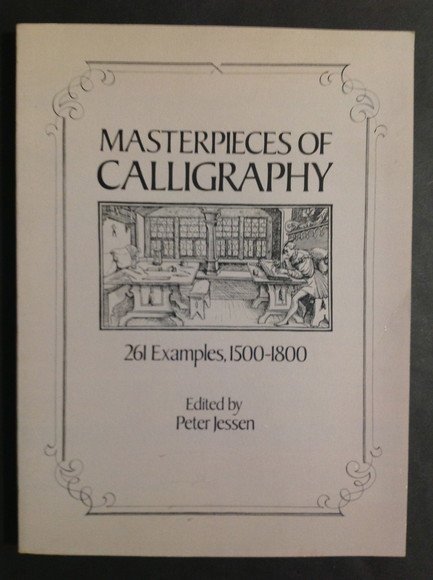 MASTERPIECES OF
CALLIGRAPHY
261 Examples, 1500-1800
Edited by
Peter Jessen